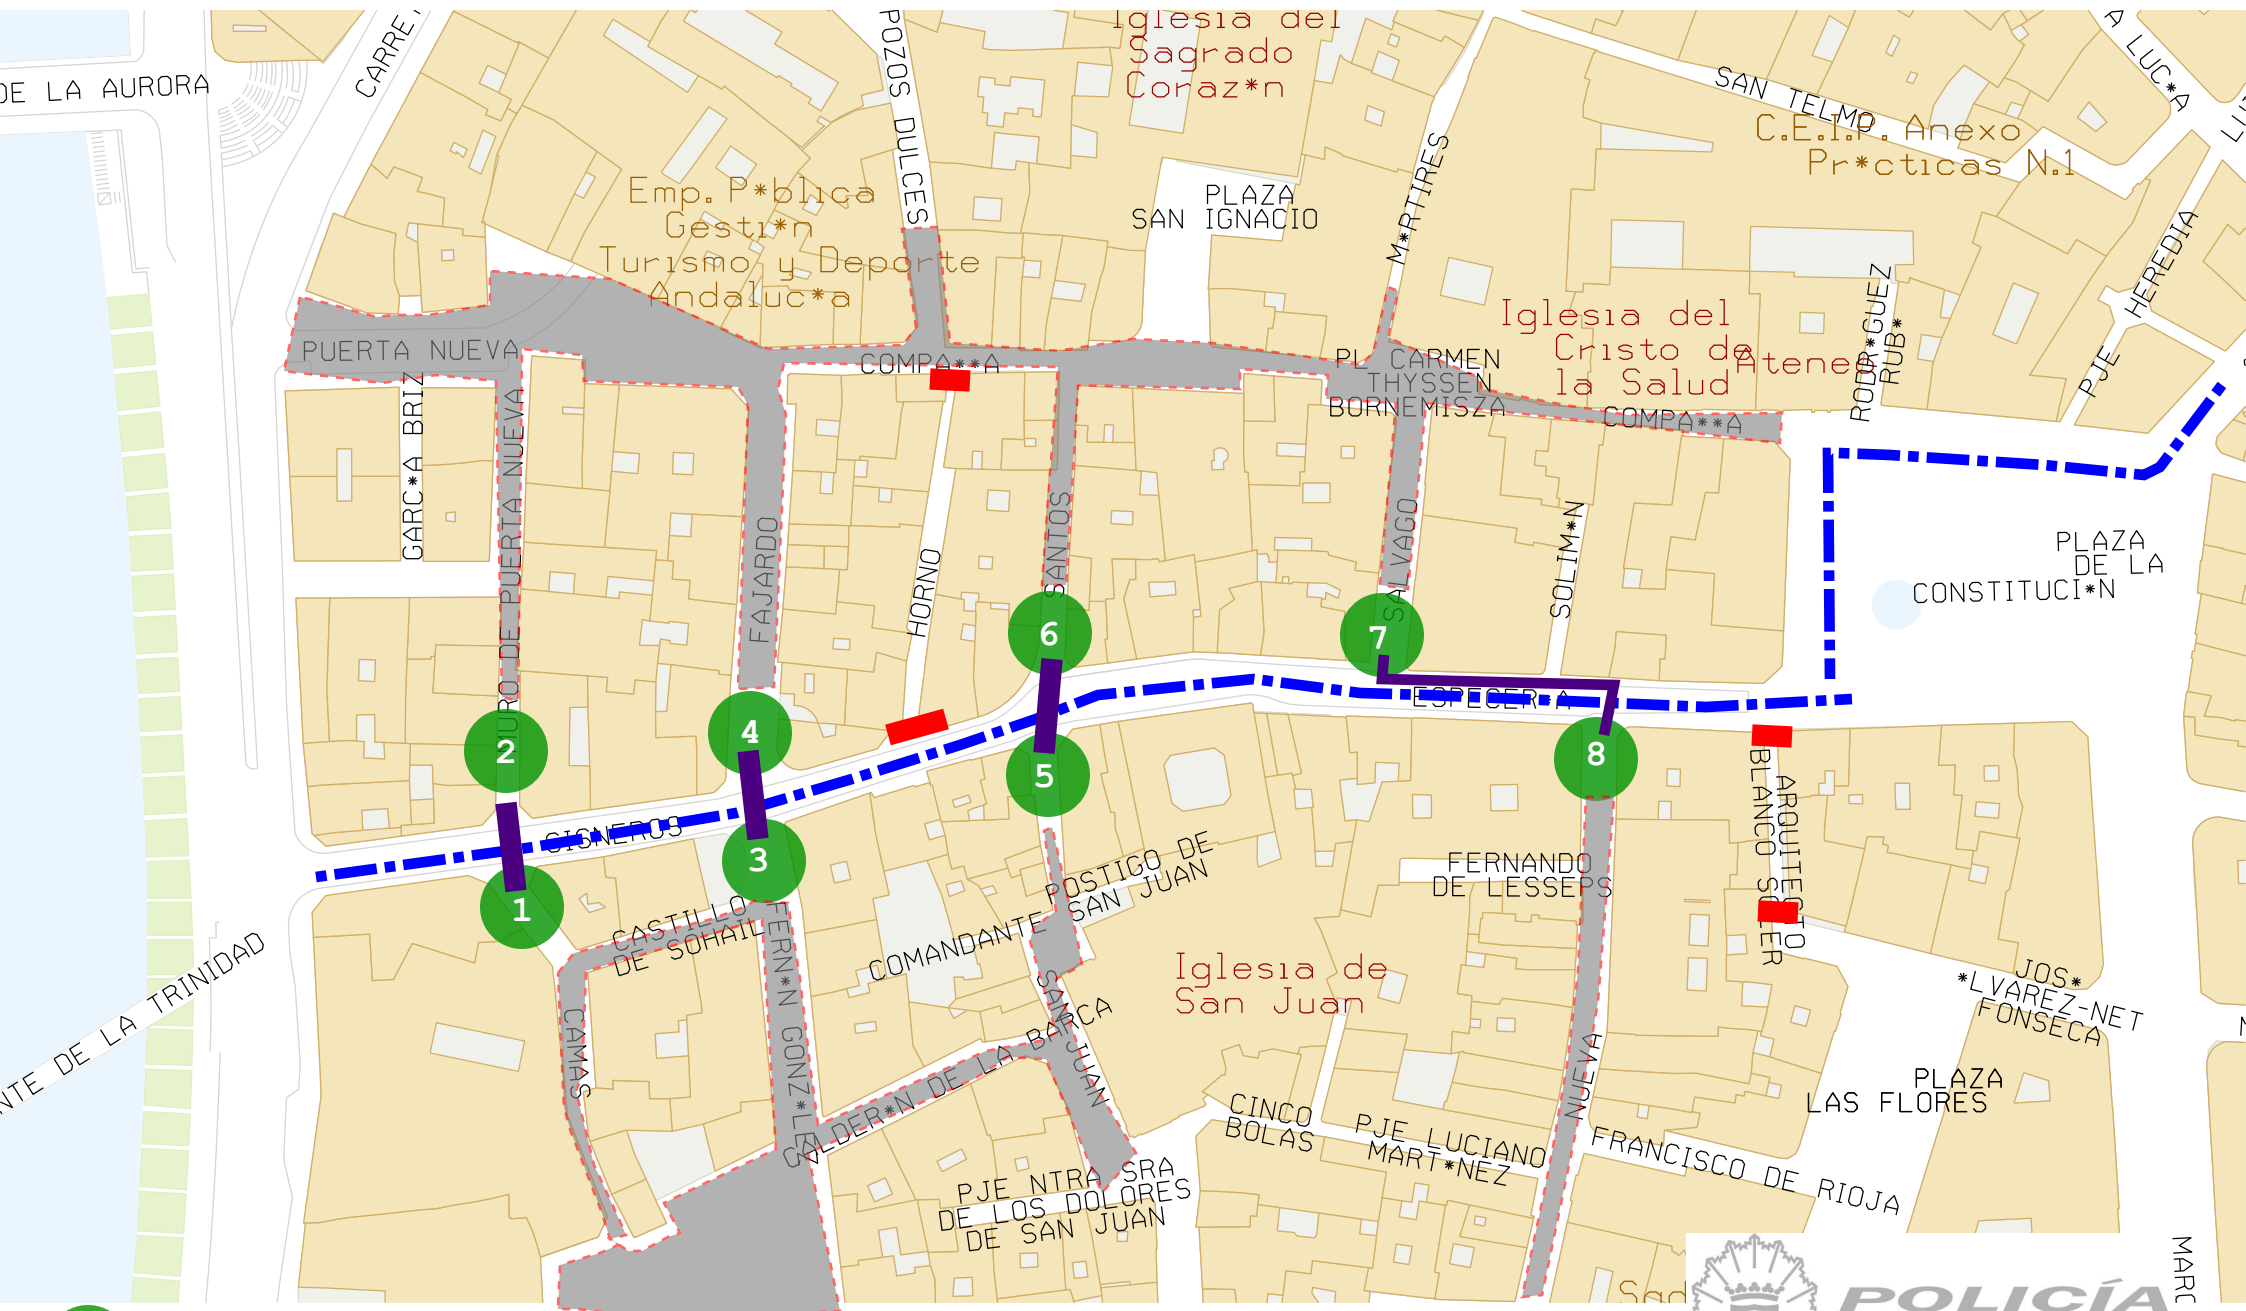 Iglesia del
Sagrado
Coraz*n
DE LA AURORA
POZOS DULCES
SAN TELMO
C.E.I.P. Anexo
Pr*cticas N.1
A LUC*A
Emp. P*blica
Gesti*n
Turismo y Deporte
Andaluc*a
PLAZA
SAN IGNACIO
M*RTIRES
HEREDIA
PJE
RODR*GUEZ
RUB*
Iglesia del
Cristo de
la Salud
Ateneo
PUERTA NUEVA
COMPA**A
PL CARMEN
THYSSEN
BORNEMISZA
COMPA**A
GARC*A BRIZ
MURO DE PUERTA NUEVA
FAJARDO
HORNO
SANTOS
SALVAGO
SOLIM*N
PLAZA
DE LA
CONSTITUCI*N
6
7
2
4
5
8
3
1
ESPECER*A
CISNEROS
ARQUITECTO
BLANCO SOLER
POSTIGO DE
SAN JUAN
FERNANDO
DE LESSEPS
CASTILLO
DE SOHAIL
COMANDANTE
FERN*N GONZ*LEZ
Iglesia de
San Juan
SAN JUAN
NTE DE LA TRINIDAD
CAMAS
CALDER*N DE LA BARCA
NUEVA
JOS*
*LVAREZ-NET
FONSECA
PLAZA
LAS FLORES
CINCO
BOLAS
PJE LUCIANO
MART*NEZ
FRANCISCO DE RIOJA
PJE NTRA SRA
DE LOS DOLORES
DE SAN JUAN
POLICÍA